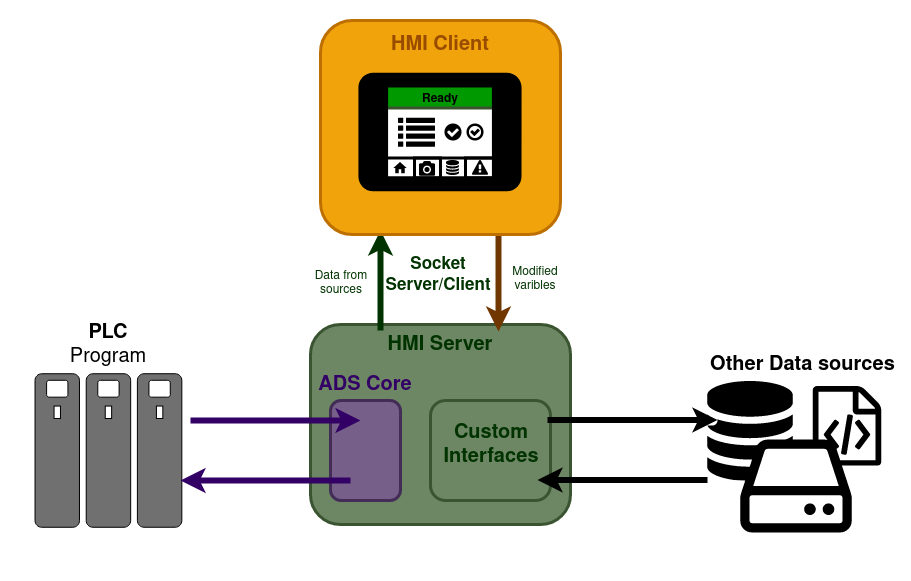 HMI Client
Ready
Data from
sources
Socket
Server/Client
Modified
varibles
HMI Server
PLC
Program
ADS Core
Custom
Interfaces
Other Data sources
</>